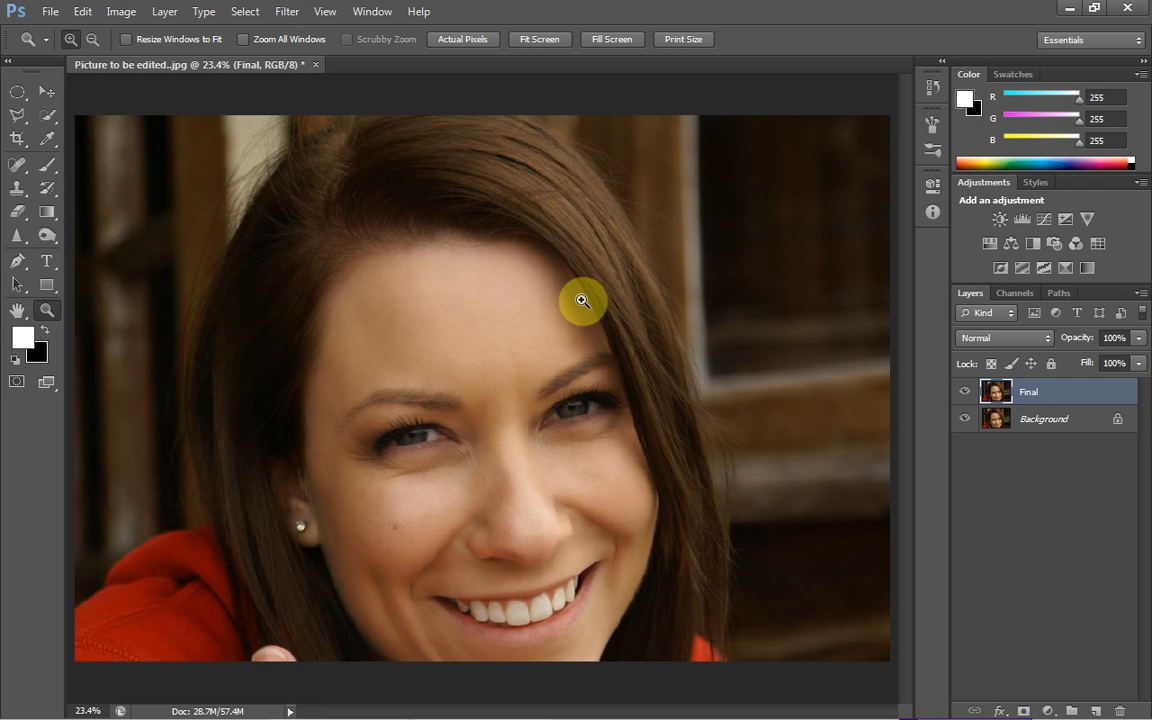 Ps File Edit Image Layer Type Select Filter View Window Help
Resize Windows to Fit Zoom All Windows Scrubby Zoom Actual Pixels Fit Screen Fill Screen Print Size Essentials
Picture to be edited..jpg @ 23.4% (Final, RGB/8) * ×
Color Swatches
R 255
G 255
B 255
Adjustments Styles
Add an adjustment
Layers Channels Paths
Kind
Normal Opacity: 100%
Lock: Fill: 100%
Final
Background
23.4% Doc: 28.7M/57.4M